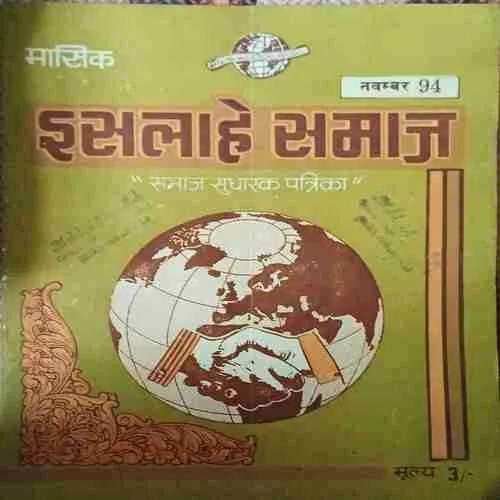 मासिक
नवम्बर 94
इसलाहे समाज
“ समाज सुधारक पत्रिका ”
मूल्य 3/-